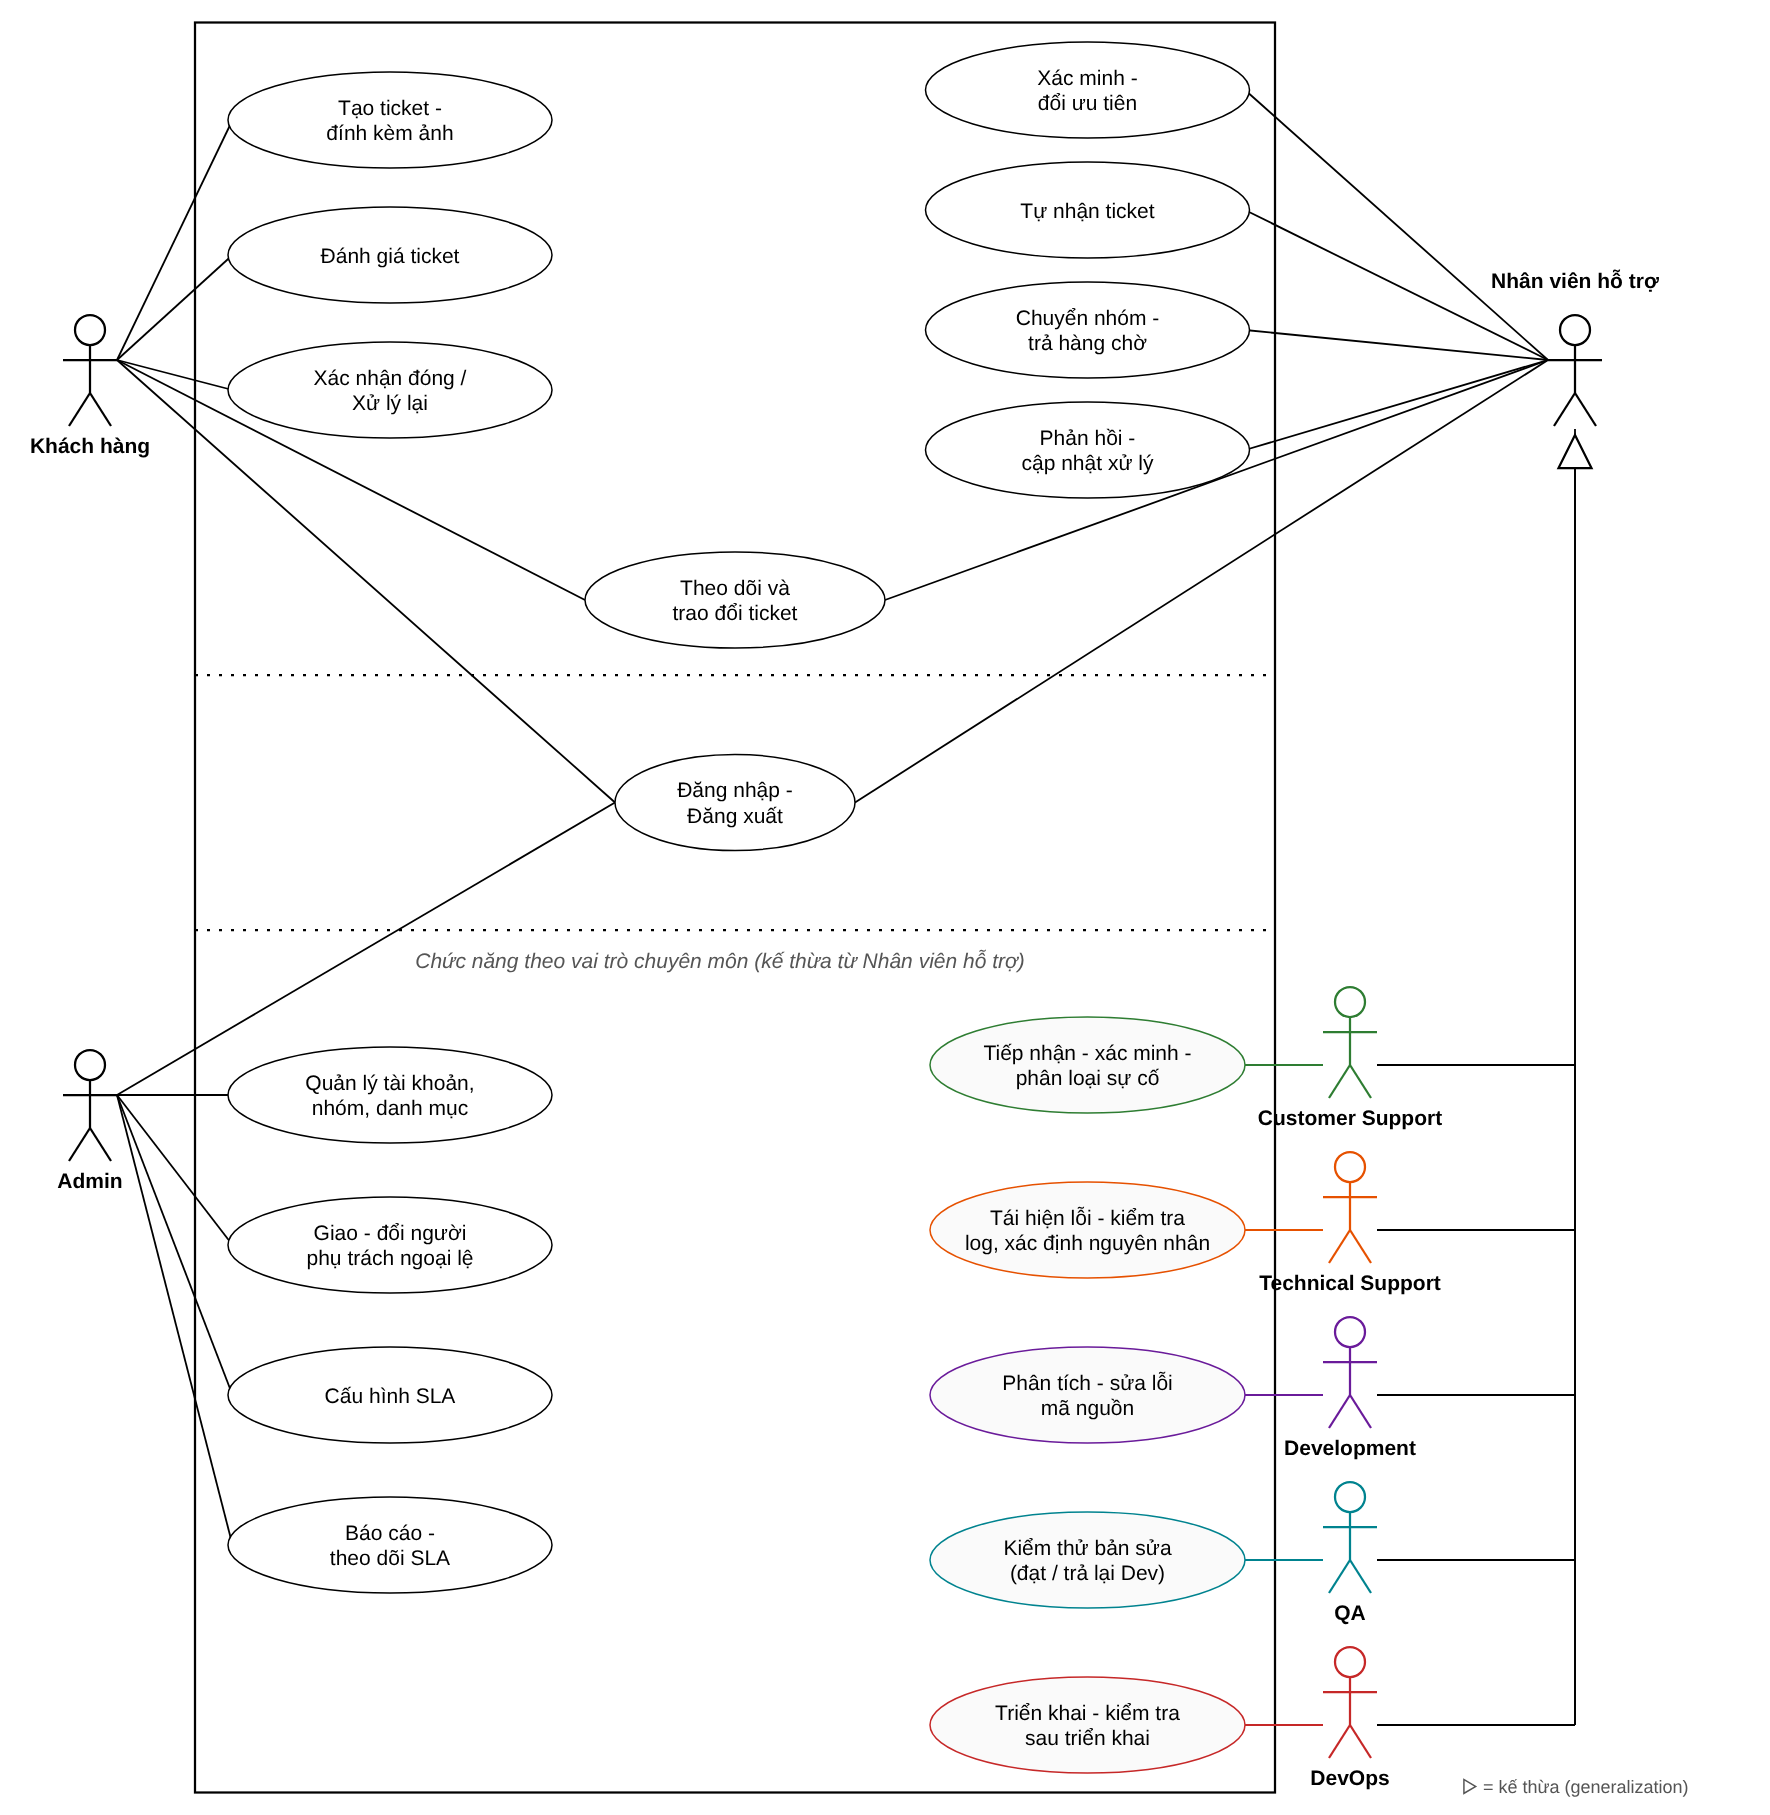 Tạo ticket -
đính kèm ảnh
Đánh giá ticket
Xác nhận đóng /
Xử lý lại
Khách hàng
Xác minh -
đổi ưu tiên
Tự nhận ticket
Chuyển nhóm -
trả hàng chờ
Phản hồi -
cập nhật xử lý
Nhân viên hỗ trợ
Theo dõi và
trao đổi ticket
Đăng nhập -
Đăng xuất
Chức năng theo vai trò chuyên môn (kế thừa từ Nhân viên hỗ trợ)
Admin
Quản lý tài khoản,
nhóm, danh mục
Giao - đổi người
phụ trách ngoại lệ
Cấu hình SLA
Báo cáo -
theo dõi SLA
Tiếp nhận - xác minh -
phân loại sự cố
Customer Support
Tái hiện lỗi - kiểm tra
log, xác định nguyên nhân
Technical Support
Phân tích - sửa lỗi
mã nguồn
Development
Kiểm thử bản sửa
(đạt / trả lại Dev)
QA
Triển khai - kiểm tra
sau triển khai
DevOps
▷ = kế thừa (generalization)